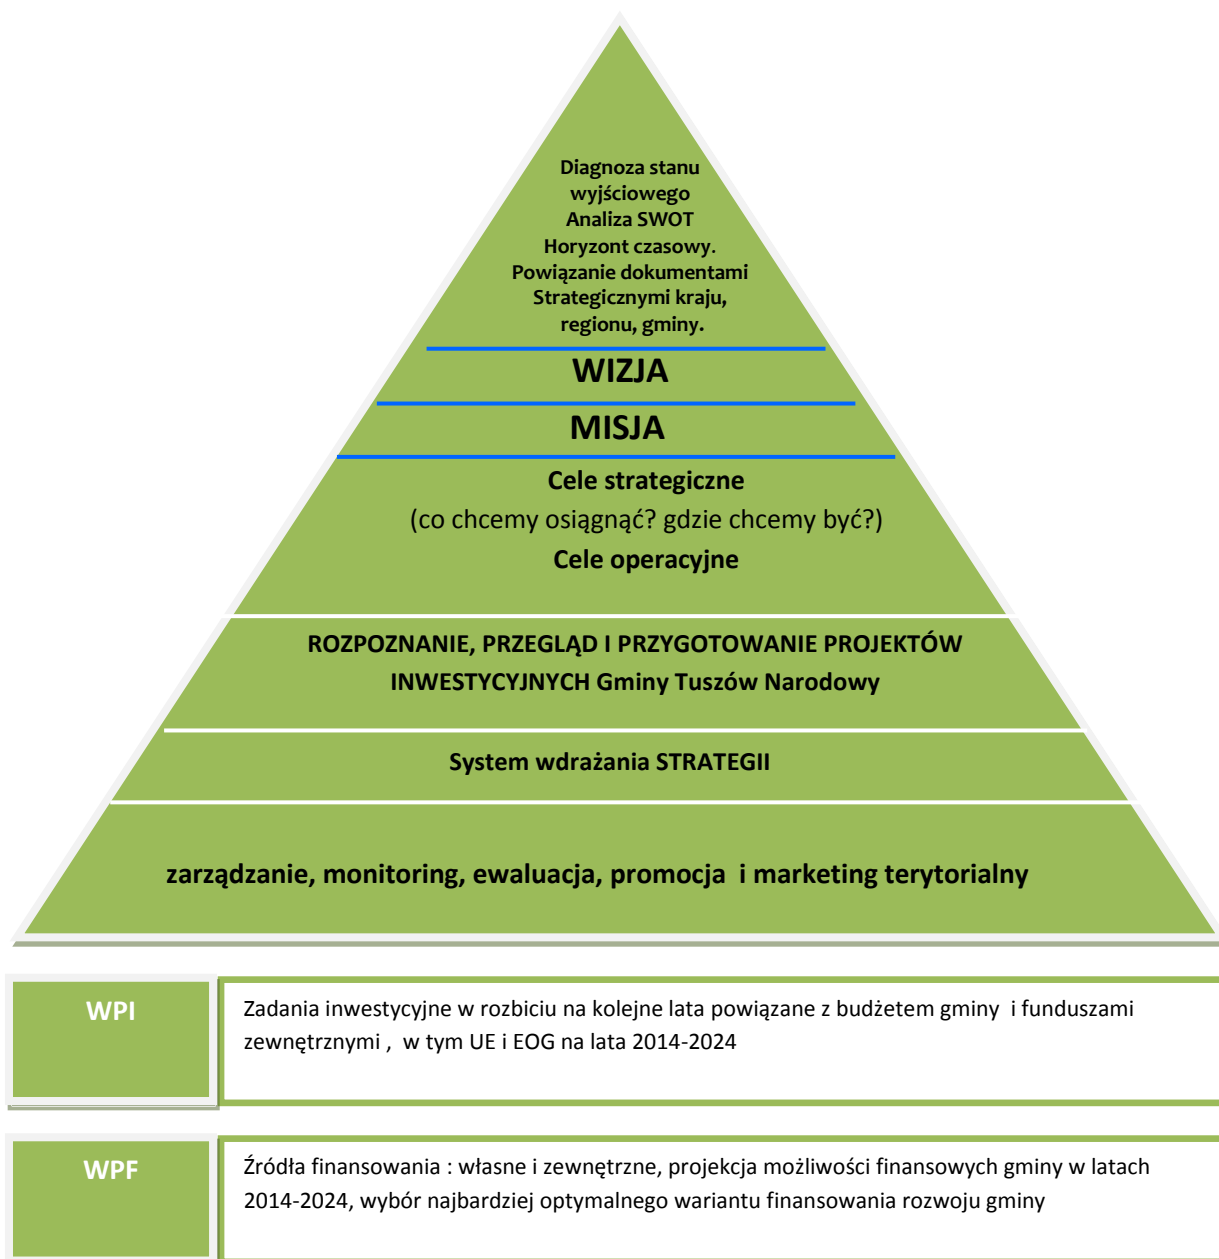 Diagnoza stanu
wyjściowego
Analiza SWOT
Horyzont czasowy.
Powiązanie dokumentami
Strategicznymi kraju,
regionu, gminy.
WIZJA
MISJA
Cele strategiczne
(co chcemy osiągnąć? gdzie chcemy być?)
Cele operacyjne
ROZPOZNANIE, PRZEGLĄD I PRZYGOTOWANIE PROJEKTÓW
INWESTYCYJNYCH Gminy Tuszów Narodowy
System wdrażania STRATEGII
zarządzanie, monitoring, ewaluacja, promocja i marketing terytorialny
WPI
Zadania inwestycyjne w rozbiciu na kolejne lata powiązane z budżetem gminy i funduszami
zewnętrznymi , w tym UE i EOG na lata 2014-2024
WPF
Źródła finansowania : własne i zewnętrzne, projekcja możliwości finansowych gminy w latach
2014-2024, wybór najbardziej optymalnego wariantu finansowania rozwoju gminy